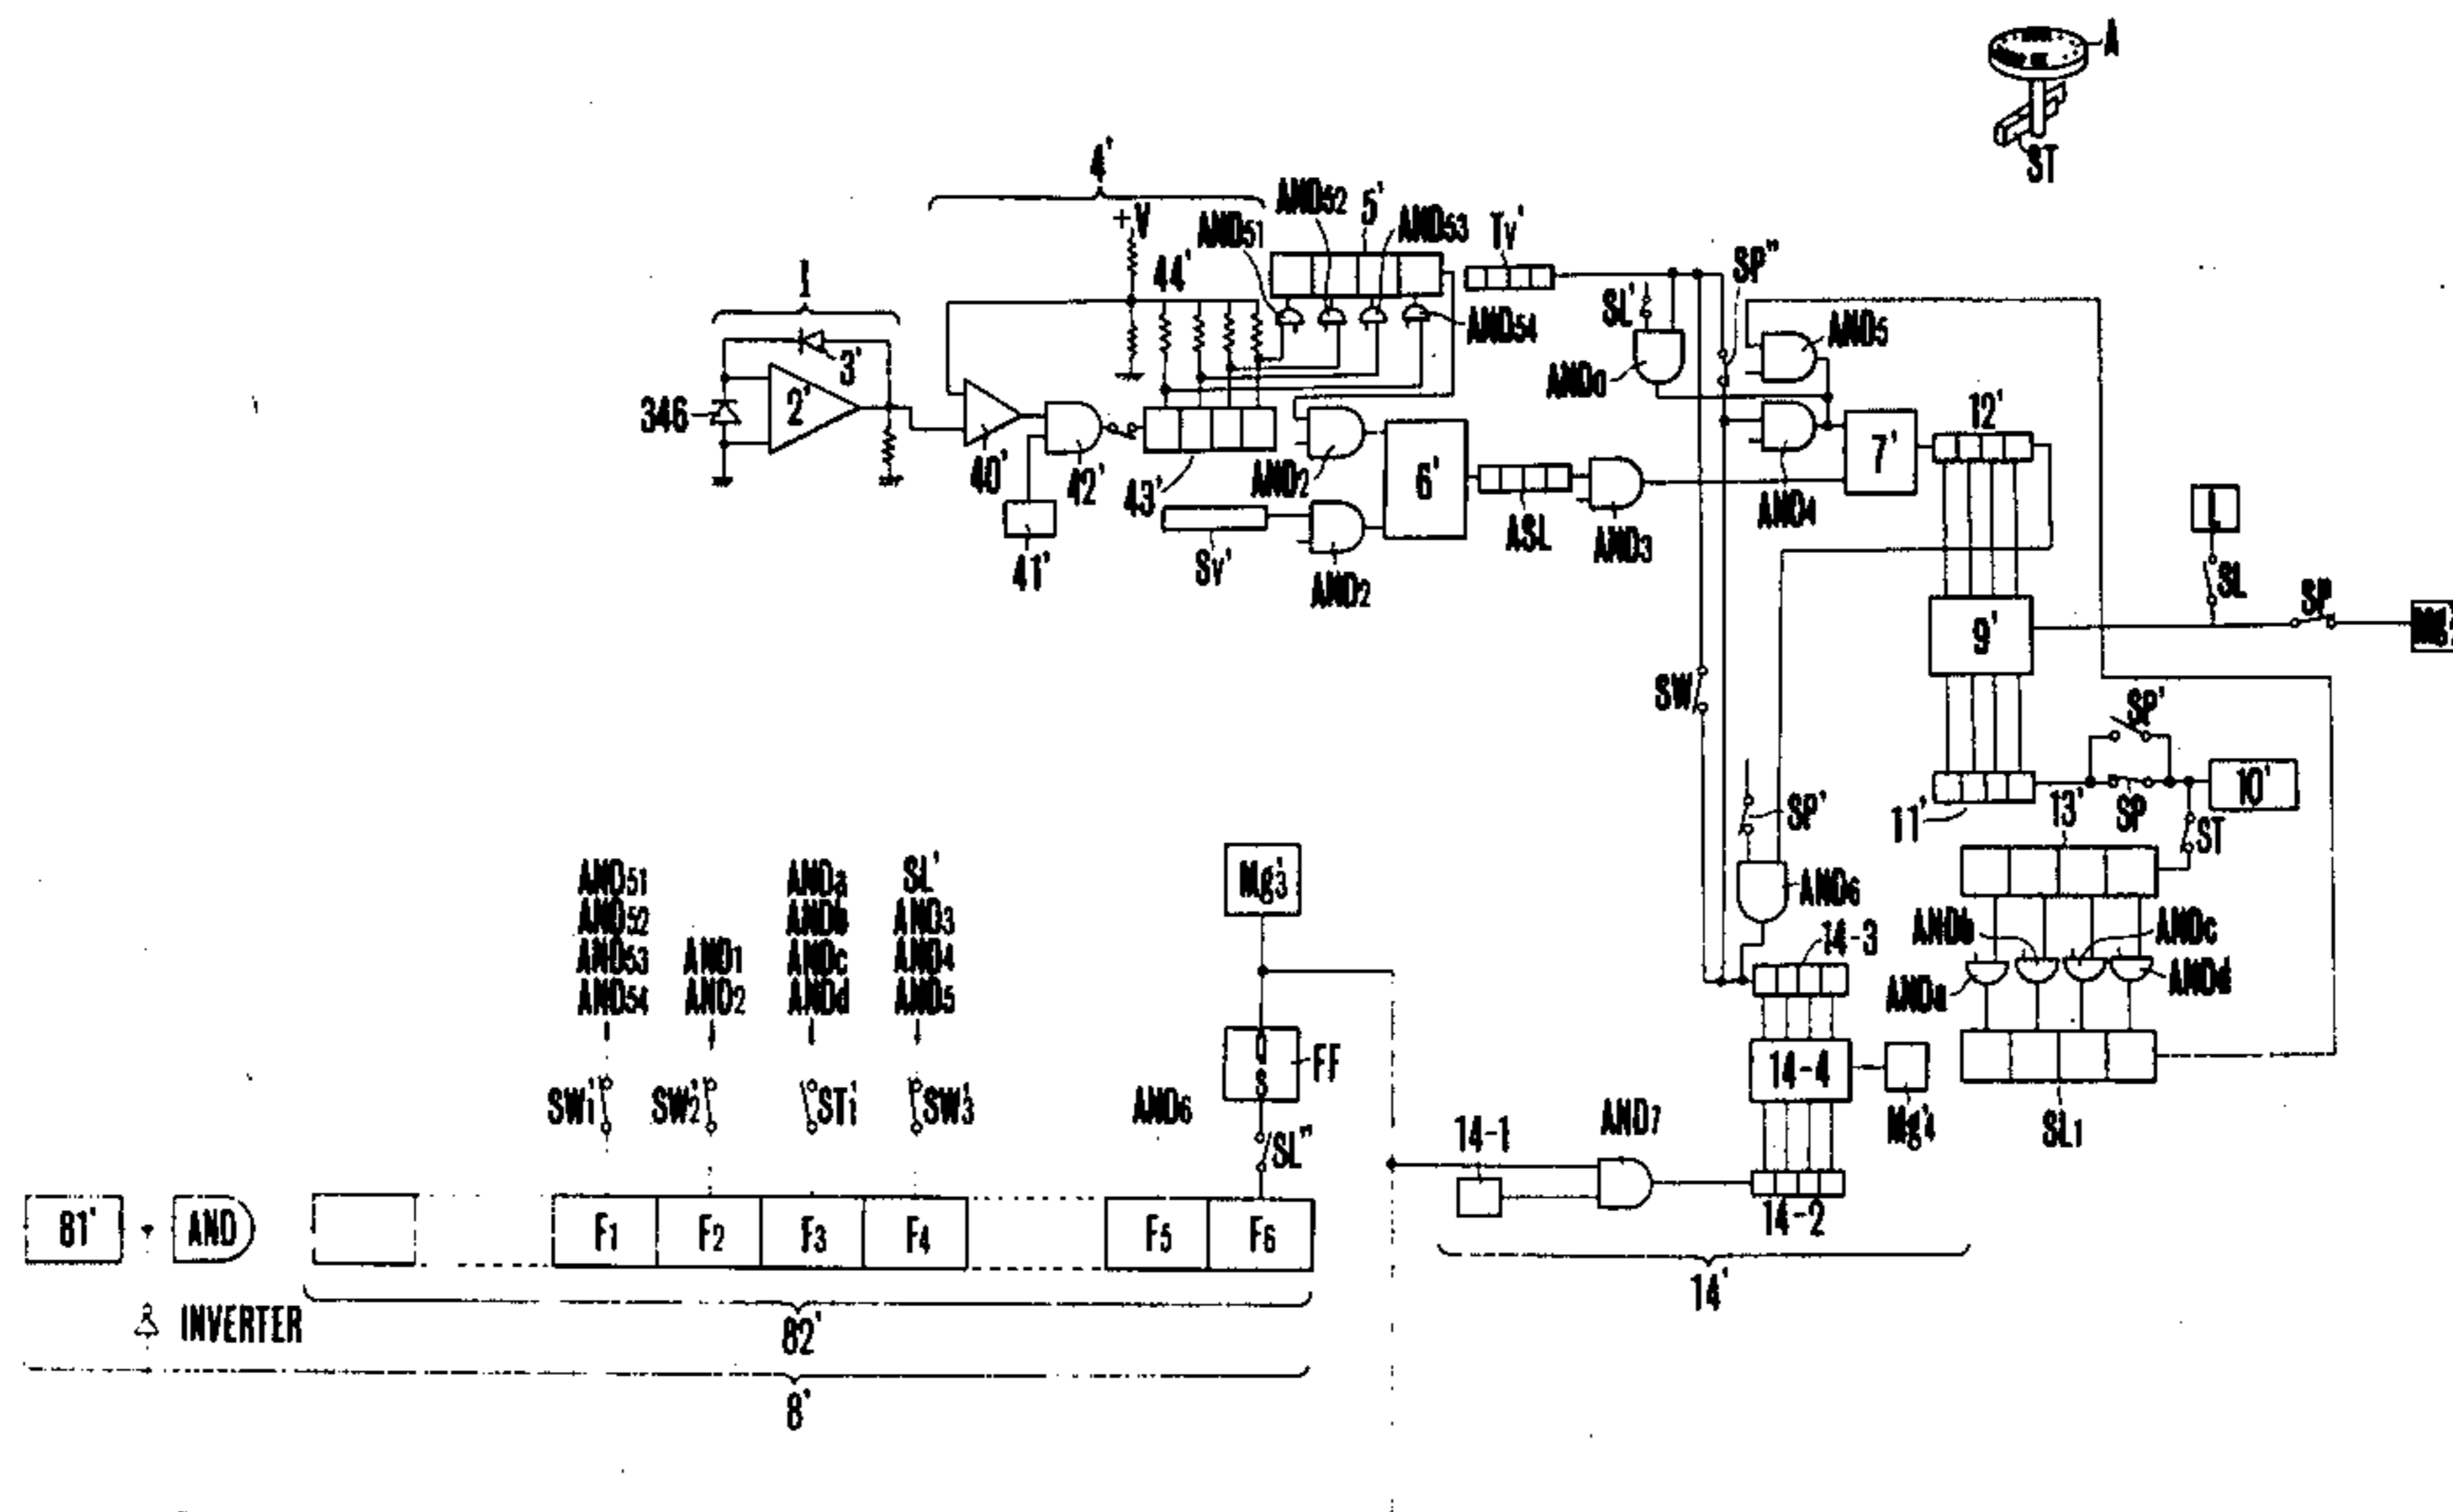 A
ST
4'
+V
44'
AND51
AND52
5'
AND53
Tv'
SP"
1
3'
2'
346
SL'
AND54
AND5
AND0
40'
42'
43'
41'
AND2
Sv'
AND2
6'
ASL
AND3
AND4
7'
12'
L
SL
SP
9'
SW
SP'
10'
11'
13'
SP
ST
SP'
AND6
14-3
ANDb
ANDc
ANDa
ANDd
14-4
Mg'4
SL1
AND51
AND52
AND53
AND54
AND1
AND2
ANDa
ANDb
ANDc
ANDd
SL'
AND3
AND4
AND5
Mg'3
FF
S
SW'1
SW'2
ST'1
SW'3
AND6
SL"
14-1
AND7
14-2
14'
81'
AND
F1
F2
F3
F4
F5
F6
INVERTER
82'
8'